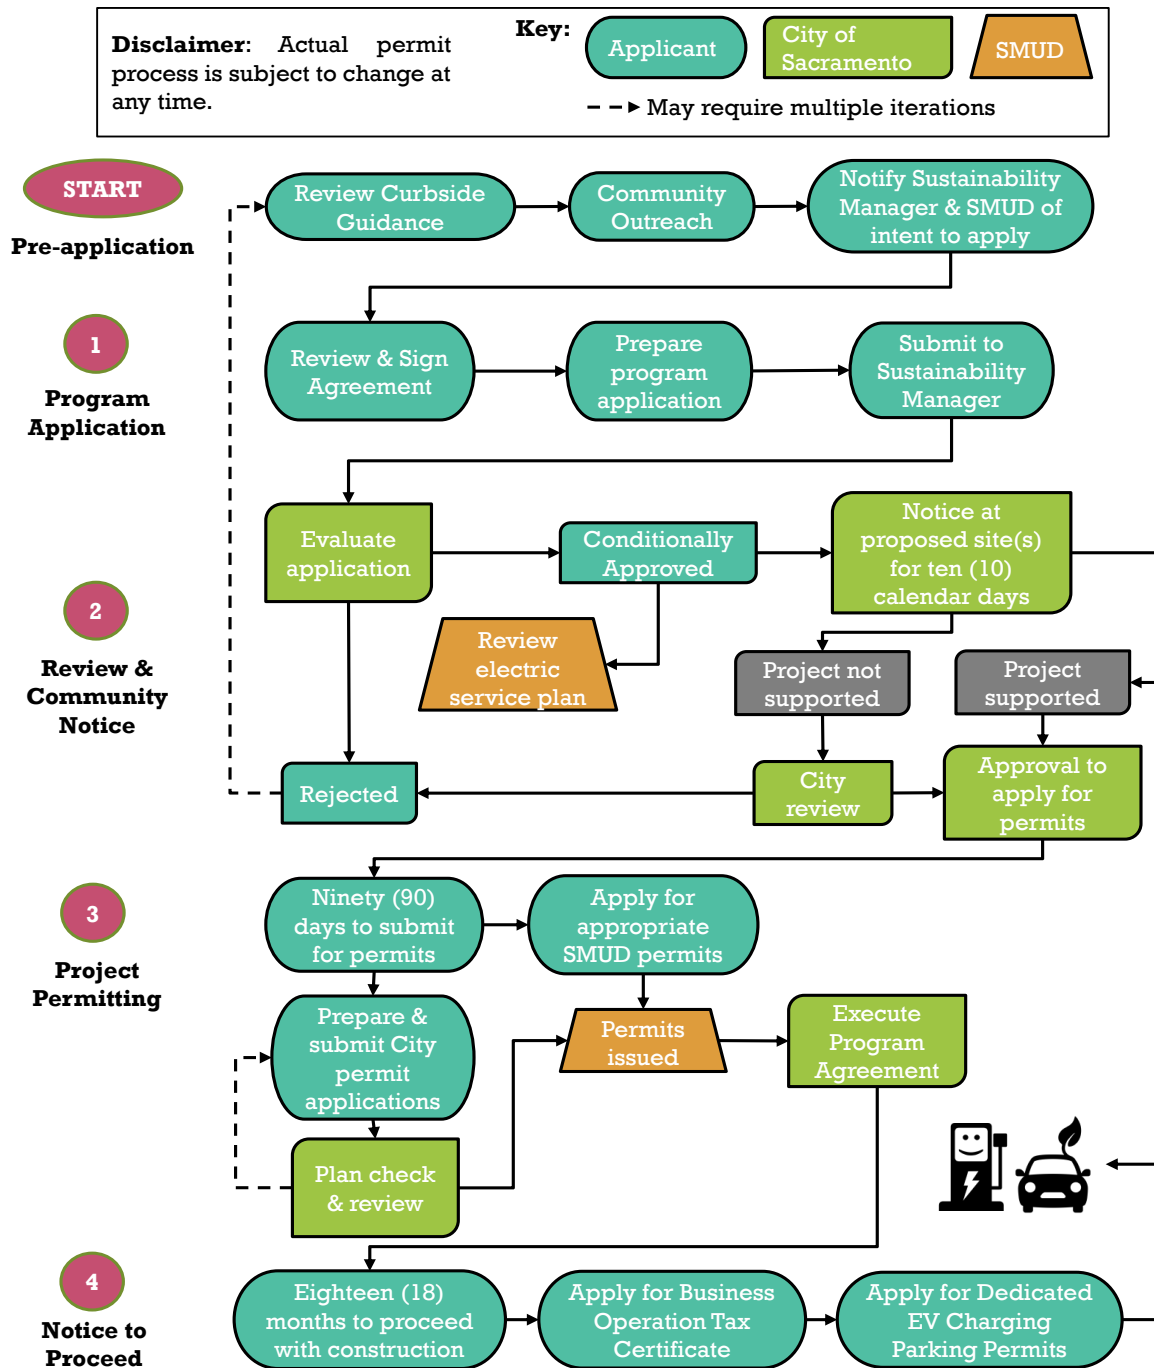 Disclaimer: Actual permit
process is subject to change at
any time.
Key:
Applicant
City of
Sacramento
SMUD
May require multiple iterations
START
Pre-application
Review Curbside
Guidance
Community
Outreach
Notify Sustainability
Manager & SMUD of
intent to apply
1
Program
Application
Review & Sign
Agreement
Prepare
program
application
Submit to
Sustainability
Manager
2
Review &
Community
Notice
Evaluate
application
Conditionally
Approved
Notice at
proposed site(s)
for ten (10)
calendar days
Review
electric
service plan
Project not
supported
Project
supported
Rejected
City
review
Approval to
apply for
permits
3
Project
Permitting
Ninety (90)
days to submit
for permits
Apply for
appropriate
SMUD permits
Prepare &
submit City
permit
applications
Permits
issued
Execute
Program
Agreement
Plan check
& review
4
Notice to
Proceed
Eighteen (18)
months to proceed
with construction
Apply for Business
Operation Tax
Certificate
Apply for Dedicated
EV Charging
Parking Permits